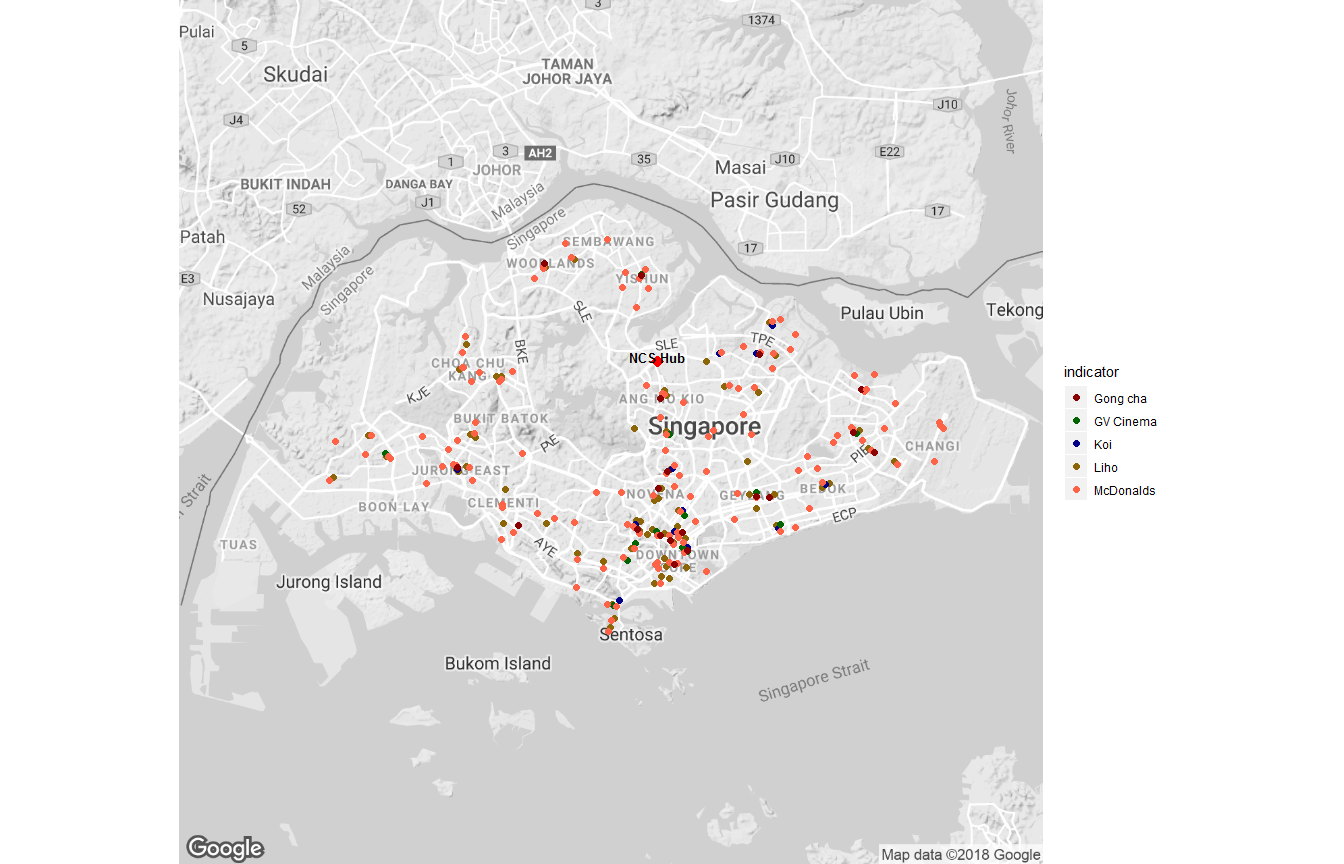 3
1374
Pulai
5
TAMAN
JOHOR JAYA
Skudai
J10
J4
Johor River
3
AH2
35
J10
E22
1
JOHOR
Masai
BUKIT INDAH
DANGA BAY
Malaysia
Pasir Gudang
J1
52
17
Singapore
Patah
SEMBAWANG
17
Malaysia
WOODLANDS
E3
Singapore
YISHUN
Nusajaya
SLE
Pulau Ubin
Tekong
TPE
SLE
BKE
NCS Hub
CHOA CHU
KANG
KJE
ANG MO KIO
BUKIT BATOK
Singapore
PIE
CHANGI
PIE
JURONG EAST
NOVENA
GEYLANG
BEDOK
n Strait
BOON LAY
CLEMENTI
ECP
TUAS
AYE
DOWNTOWN
CORE
Jurong Island
Sentosa
Bukom Island
Singapore Strait
Google
Map data ©2018 Google
indicator
Gong cha
GV Cinema
Koi
Liho
McDonalds